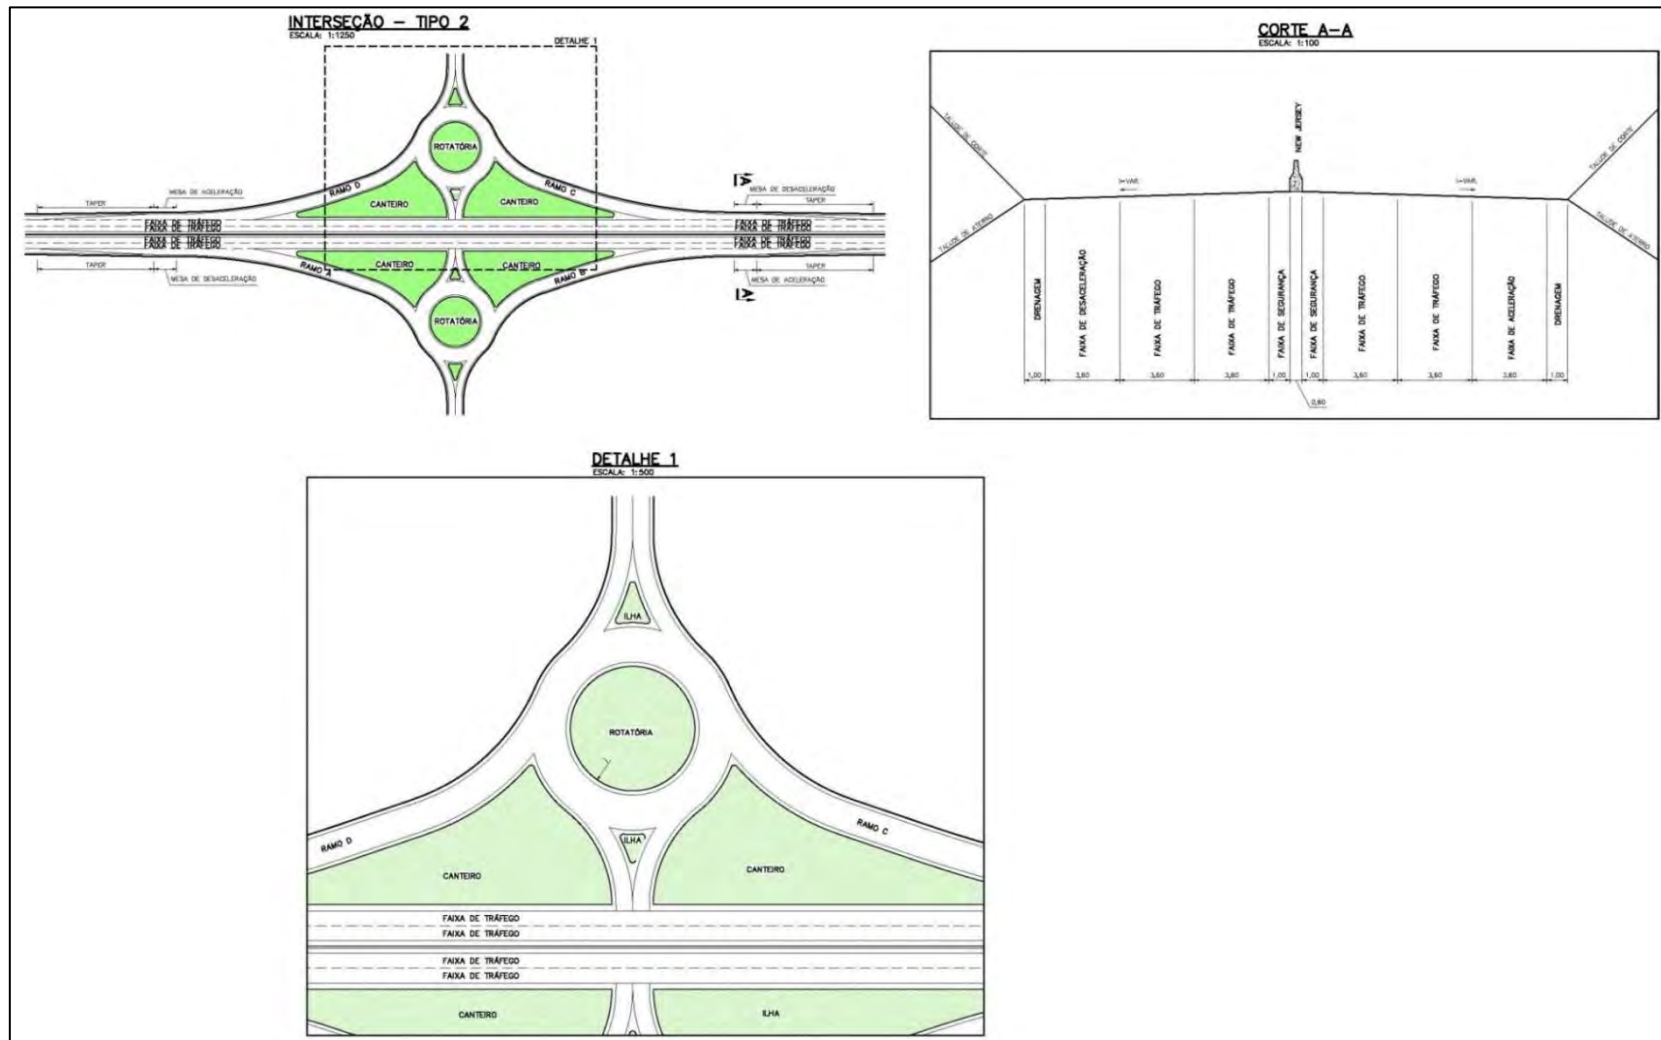 INTERSEÇÃO - TIPO 2
ESCALA: 1:1250
DETALHE 1
ROTATÓRIA
RAMO D
RAMO C
CANTEIRO
CANTEIRO
MESA DE ACELERAÇÃO
TAPER
MESA DE DESACELERAÇÃO
TAPER
FAIXA DE TRÁFEGO
FAIXA DE TRÁFEGO
FAIXA DE TRÁFEGO
FAIXA DE TRÁFEGO
FAIXA DE TRÁFEGO
FAIXA DE TRÁFEGO
FAIXA DE TRÁFEGO
FAIXA DE TRÁFEGO
TAPER
MESA DE DESACELERAÇÃO
RAMO A
CANTEIRO
CANTEIRO
RAMO B
TAPER
MESA DE ACELERAÇÃO
A
A
ROTATÓRIA
CORTE A-A
ESCALA: 1:100
TALUDE DE CORTE
TALUDE DE ATERRO
NEW JERSEY
TALUDE DE CORTE
TALUDE DE ATERRO
I=VAR.
I=VAR.
DRENAGEM
FAIXA DE DESACELERAÇÃO
FAIXA DE TRÁFEGO
FAIXA DE TRÁFEGO
FAIXA DE SEGURANÇA
FAIXA DE SEGURANÇA
FAIXA DE TRÁFEGO
FAIXA DE TRÁFEGO
FAIXA DE ACELERAÇÃO
DRENAGEM
1,00 3,60 3,60 3,60 1,00 1,00 3,60 3,60 3,60 1,00
0,60
DETALHE 1
ESCALA: 1:500
ILHA
ROTATÓRIA
RAMO D
RAMO C
ILHA
CANTEIRO
CANTEIRO
FAIXA DE TRÁFEGO
FAIXA DE TRÁFEGO
FAIXA DE TRÁFEGO
FAIXA DE TRÁFEGO
CANTEIRO
ILHA